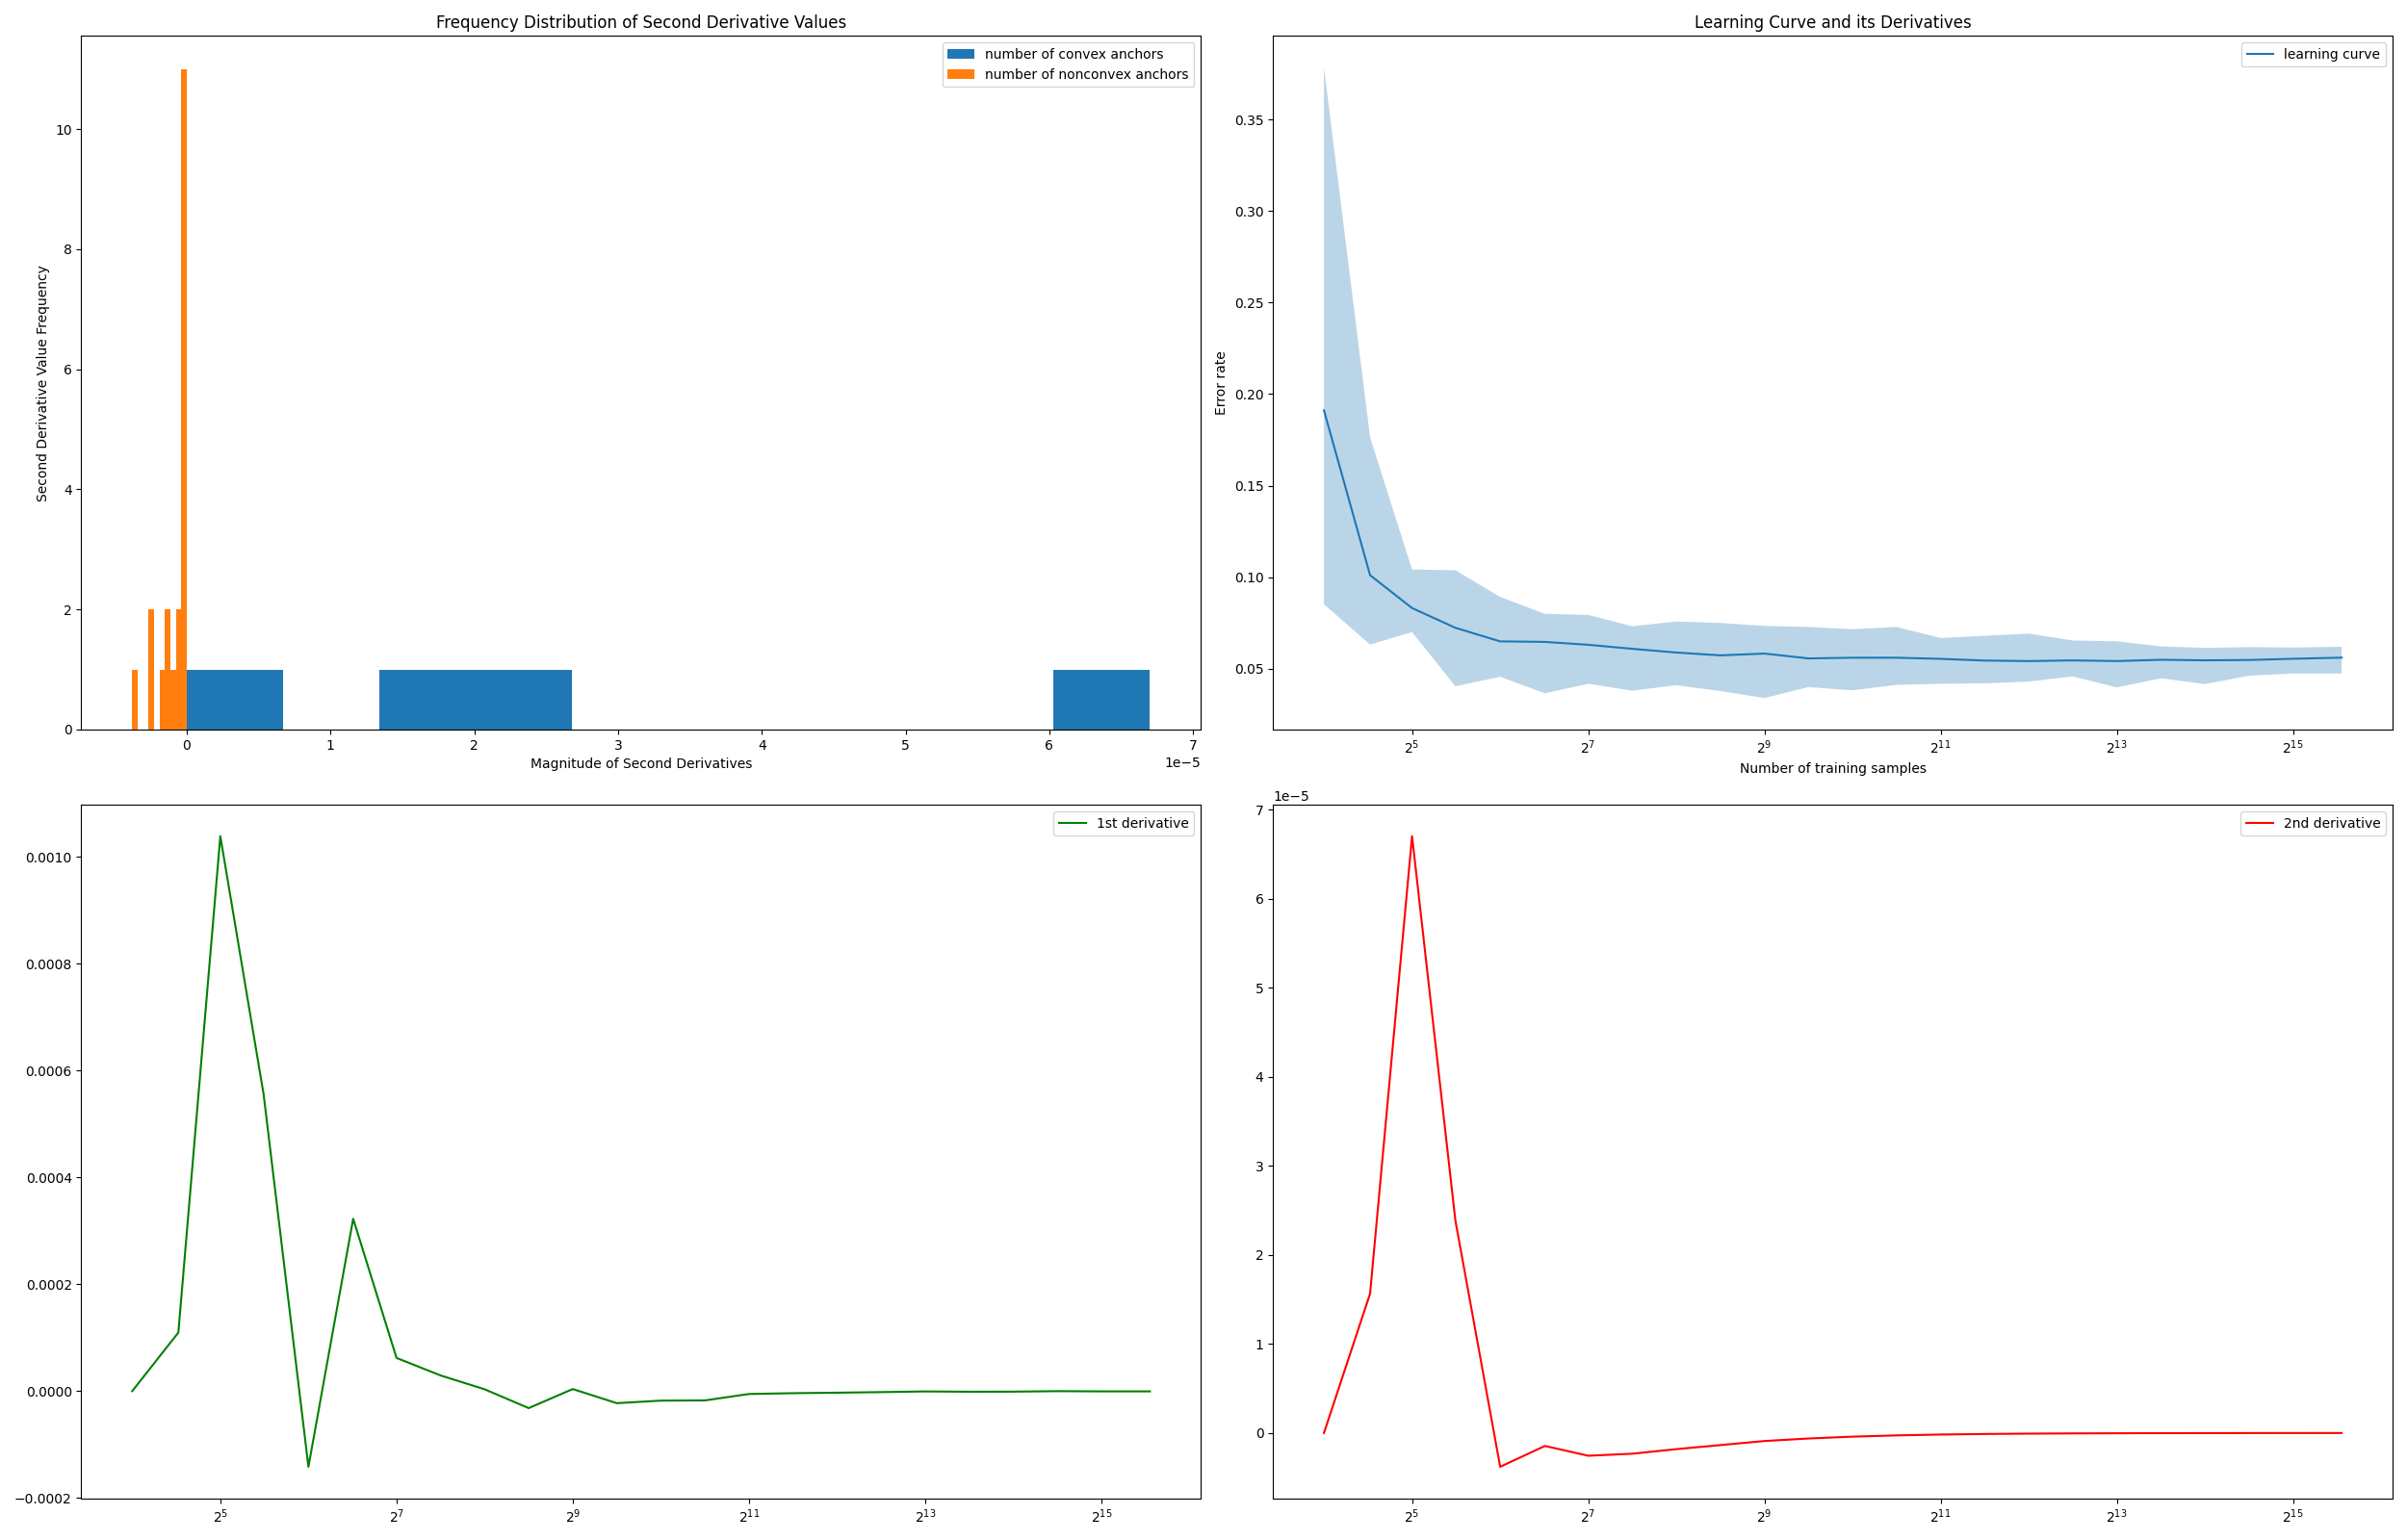 Frequency Distribution of Second Derivative Values
number of convex anchors
number of nonconvex anchors
Second Derivative Value Frequency
10
8
6
4
2
0
0 1 2 3 4 5 6 7
1e−5
Magnitude of Second Derivatives
Learning Curve and its Derivatives
learning curve
Error rate
0.35
0.30
0.25
0.20
0.15
0.10
0.05
2^5 2^7 2^9 2^11 2^13 2^15
Number of training samples
1st derivative
0.0010
0.0008
0.0006
0.0004
0.0002
0.0000
−0.0002
2^5 2^7 2^9 2^11 2^13 2^15
1e−5
2nd derivative
7
6
5
4
3
2
1
0
2^5 2^7 2^9 2^11 2^13 2^15